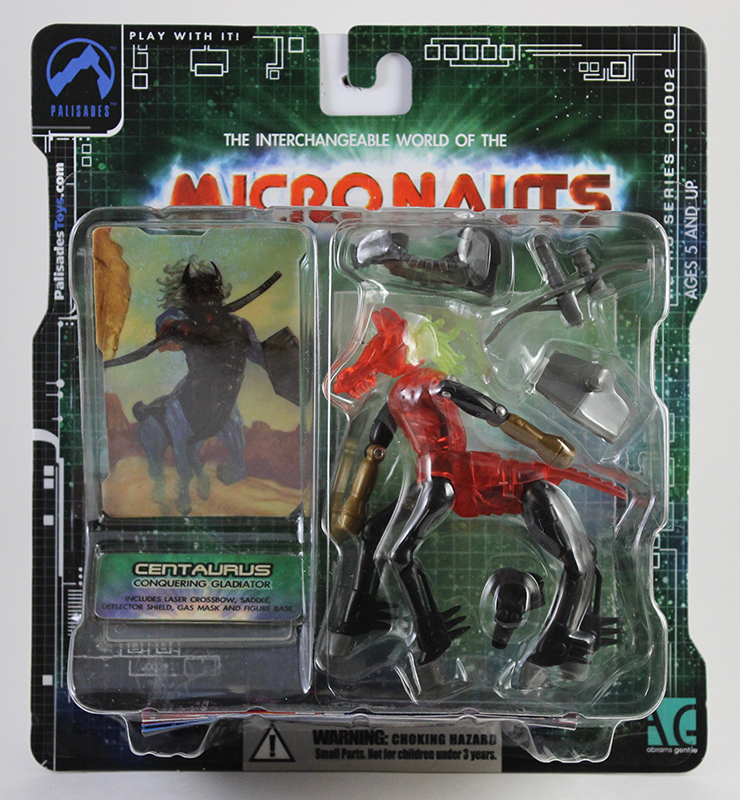 PLAY WITH IT!
PALISADES™
PalisadesToys.com
THE INTERCHANGEABLE WORLD OF THE
MICRONAUTS
SERIES .00002
AGES 5 AND UP
CENTAURUS
CONQUERING GLADIATOR
INCLUDES LASER CROSSBOW, SADDLE,
DEFLECTOR SHIELD, GAS MASK AND FIGURE BASE
WARNING: CHOKING HAZARD
Small Parts. Not for children under 3 years.
AG
abrams gentile